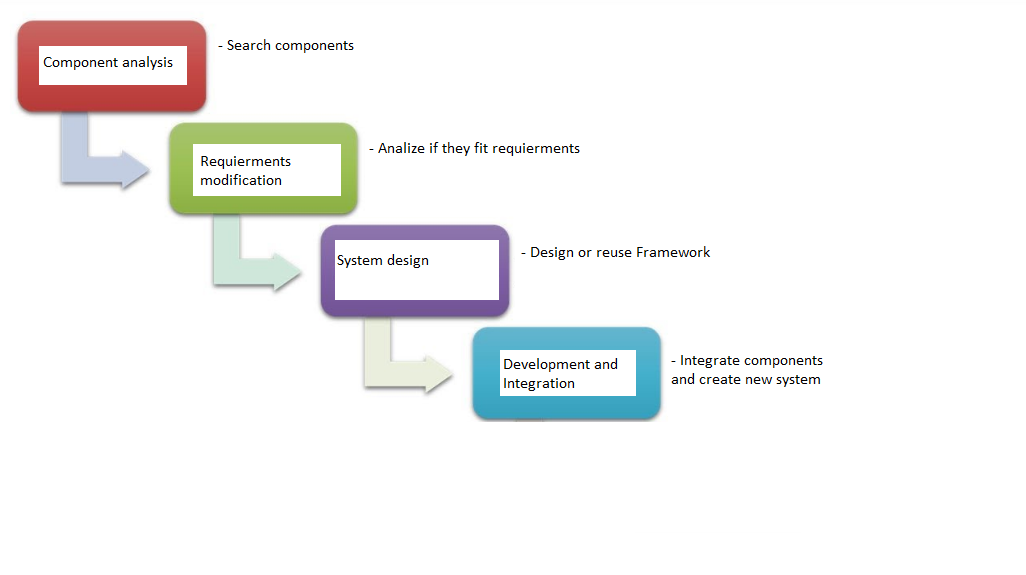 Component analysis
- Search components
Requierments
modification
- Analize if they fit requierments
System design
- Design or reuse Framework
Development and
Integration
- Integrate components
and create new system